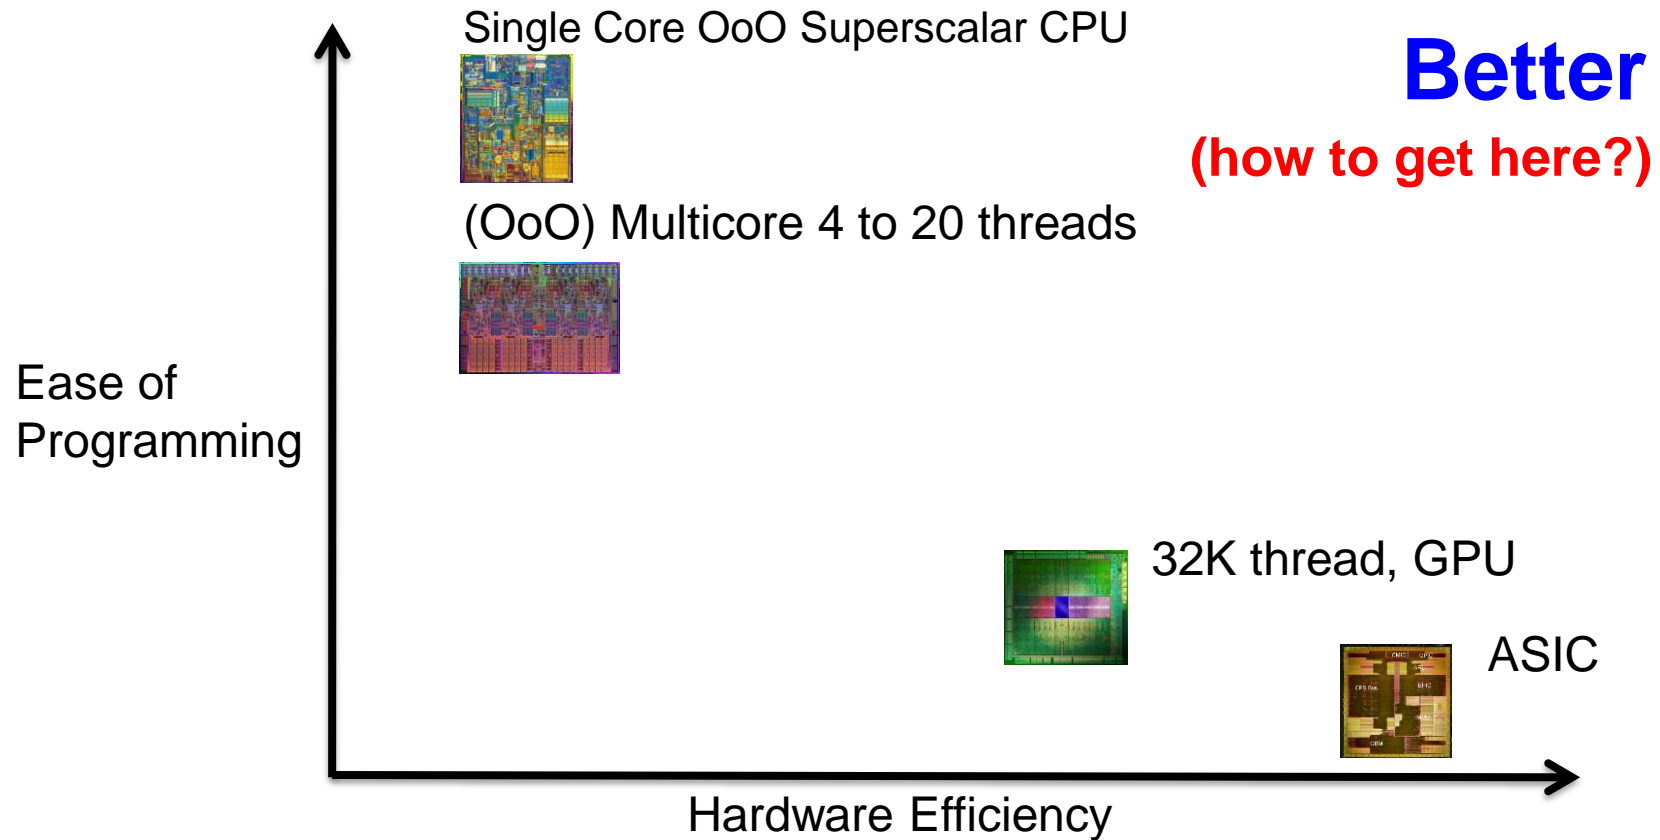 Single Core OoO Superscalar CPU
Better
(how to get here?)
(OoO) Multicore 4 to 20 threads
Ease of
Programming
32K thread, GPU
ASIC
Hardware Efficiency